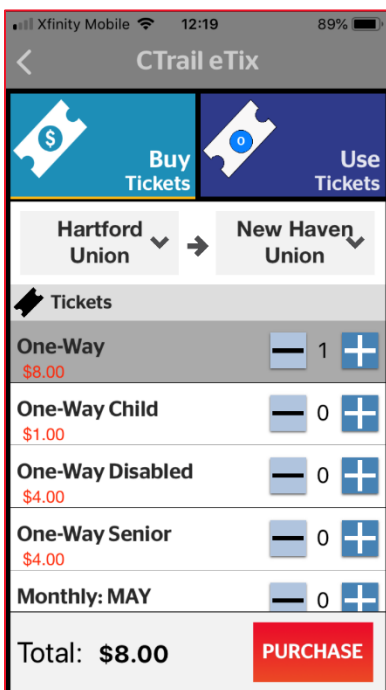 Xfinity Mobile 12:19 89%
CTrail eTix
$ 0
Buy Use
Tickets Tickets
Hartford New Haven
Union Union
Tickets
One-Way 1
$8.00
One-Way Child 0
$1.00
One-Way Disabled 0
$4.00
One-Way Senior 0
$4.00
Monthly: MAY 0
Total: $8.00 PURCHASE